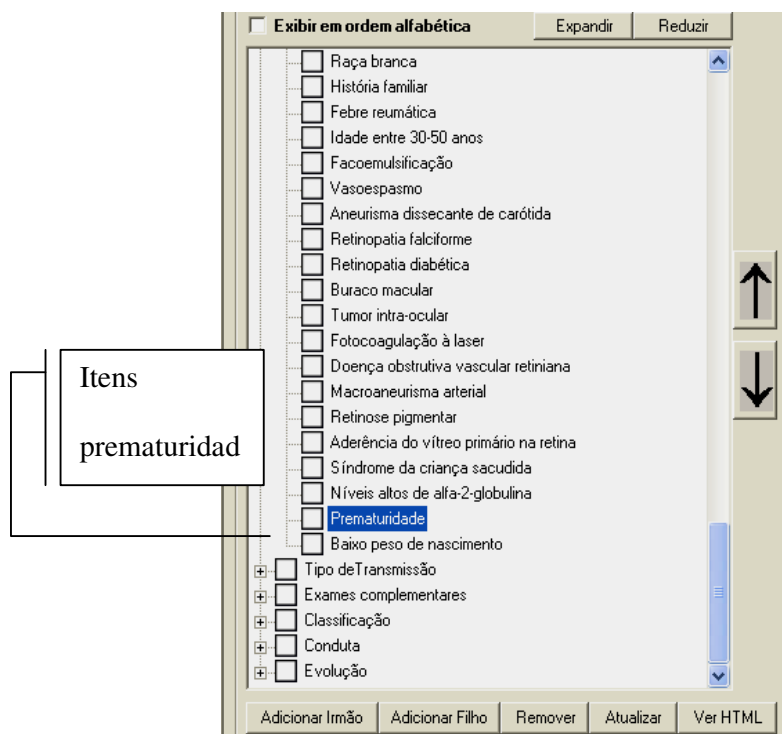 Exibir em ordem alfabética Expandir Reduzir
Raça branca
História familiar
Febre reumática
Idade entre 30-50 anos
Facoemulsificação
Vasoespasmo
Aneurisma dissecante de carótida
Retinopatia falciforme
Retinopatia diabética
Buraco macular
Tumor intra-ocular
Fotocoagulação à laser
Doença obstrutiva vascular retiniana
Macroaneurisma arterial
Retinose pigmentar
Aderência do vítreo primário na retina
Síndrome da criança sacudida
Níveis altos de alfa-2-globulina
Prematuridade
Baixo peso de nascimento
Tipo deTransmissão
Exames complementares
Classificação
Conduta
Evolução
Adicionar Irmão Adicionar Filho Remover Atualizar Ver HTML
Itens
prematuridad